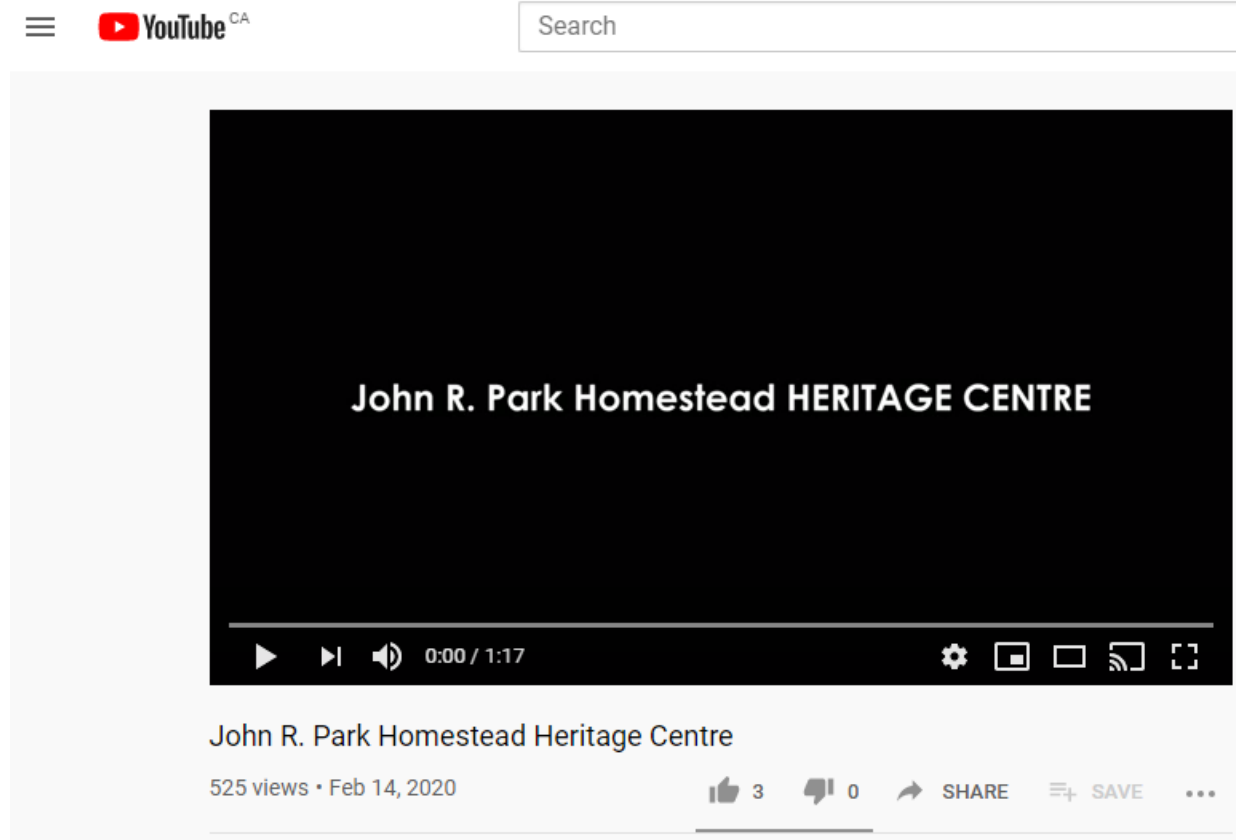 YouTube CA
Search
John R. Park Homestead HERITAGE CENTRE
0:00 / 1:17
John R. Park Homestead Heritage Centre
525 views • Feb 14, 2020 3 0 SHARE SAVE